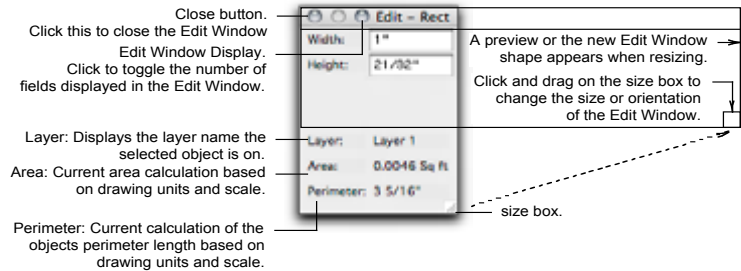 Close button.
Click this to close the Edit Window
Edit Window Display.
Click to toggle the number of
fields displayed in the Edit Window.
Layer: Displays the layer name the
selected object is on.
Area: Current area calculation based
on drawing units and scale.
Perimeter: Current calculation of the
objects perimeter length based on
drawing units and scale.
Edit – Rect
Width: 1"
Height: 21/32"
Layer: Layer 1
Area: 0.0046 Sq ft
Perimeter: 3 5/16"
A preview or the new Edit Window
shape appears when resizing.
Click and drag on the size box to
change the size or orientation
of the Edit Window.
size box.